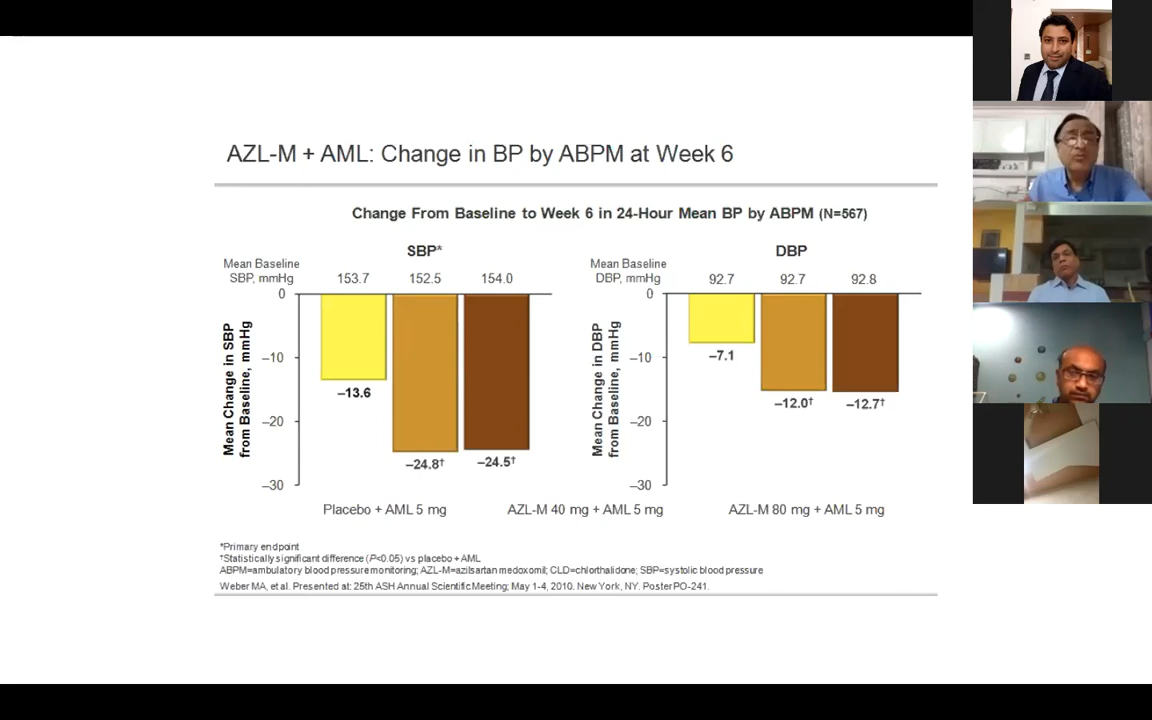 AZL-M + AML: Change in BP by ABPM at Week 6
Change From Baseline to Week 6 in 24-Hour Mean BP by ABPM (N=567)
SBP*
Mean Baseline
SBP, mmHg
153.7 152.5 154.0
0
–10
–20
–30
Mean Change in SBP
from Baseline, mmHg
–13.6
–24.8†
–24.5†
DBP
Mean Baseline
DBP, mmHg
92.7 92.7 92.8
0
–10
–20
–30
Mean Change in DBP
from Baseline, mmHg
–7.1
–12.0†
–12.7†
Placebo + AML 5 mg
AZL-M 40 mg + AML 5 mg
AZL-M 80 mg + AML 5 mg
*Primary endpoint
†Statistically significant difference (P<0.05) vs placebo + AML
ABPM=ambulatory blood pressure monitoring; AZL-M=azilsartan medoxomil; CLD=chlorthalidone; SBP=systolic blood pressure
Weber MA, et al. Presented at: 25th ASH Annual Scientific Meeting; May 1-4, 2010. New York, NY. Poster PO-241.